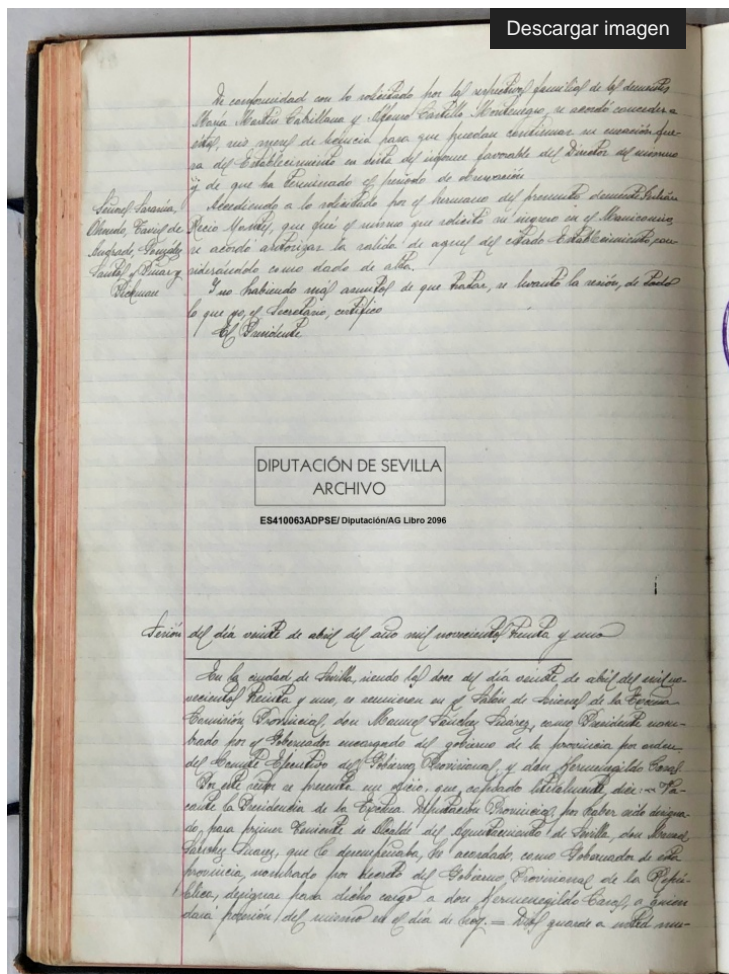 Descargar imagen
De conformidad con lo solicitado por las respectivas familias de los dementes
María Martín Cabrillana y Alfonso Castillo Montenegro, se acordó conceder a
estos, seis meses de licencia para que puedan continuar su curación fue-
ra del Establecimiento en vista del informe favorable del Director del mismo
y de que ha terminado el período de observación
Accediendo a lo solicitado por el hermano del presunto demente
Recio Montes, que fué el mismo que solicitó su ingreso en el Manicomio
se acordó autorizar la salida de aquel del citado Establecimiento, con-
siderándolo como dado de alta.
Y no habiendo más asuntos de que tratar, se levantó la sesión, de todo
lo que yo, el Secretario, certifico
El Presidente
Señores Sarasúa,
Olmedo, Taviel de
Andrade, González
Santos y Pinar y
Pickman
DIPUTACIÓN DE SEVILLA
ARCHIVO
ES410063ADPSE/ Diputación/AG Libro 2096
Sesión del día veinte de abril del año mil novecientos treinta y uno
En la ciudad de Sevilla, siendo las doce del día veinte de abril del mil no-
vecientos treinta y uno, se reunieron en el Salón de Sesiones de la Excma
Comisión Provincial, don Manuel Sánchez Suárez, como Presidente nom-
brado por el Gobernador encargado del gobierno de la provincia por orden
del Comité Ejecutivo del Gobierno Provisional, y don Hermenegildo Casas.
Por este señor se presenta un oficio, que, copiado literalmente, dice: — "Va-
cante la Presidencia de la Excma Diputación Provincial, por haber sido designa-
do para primer Teniente de Alcalde del Ayuntamiento de Sevilla, don Manuel
Sánchez Suárez, que la desempeñaba, he acordado, como Gobernador de esta
provincia, nombrado por decreto del Gobierno Provisional de la Repú-
blica, designar para dicho cargo a don Hermenegildo Casas, a quien
dará posesión del mismo en el día de hoy. = Dios guarde a usted mu-